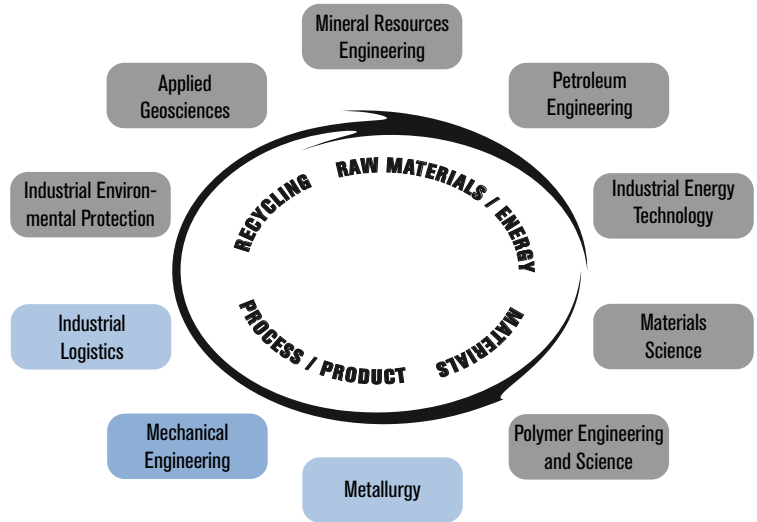 Mineral Resources
Engineering
Applied
Geosciences
Petroleum
Engineering
Industrial Environ-
mental Protection
Industrial Energy
Technology
RECYCLING
RAW MATERIALS / ENERGY
PROCESS / PRODUCT
MATERIALS
Industrial
Logistics
Materials
Science
Mechanical
Engineering
Polymer Engineering
and Science
Metallurgy